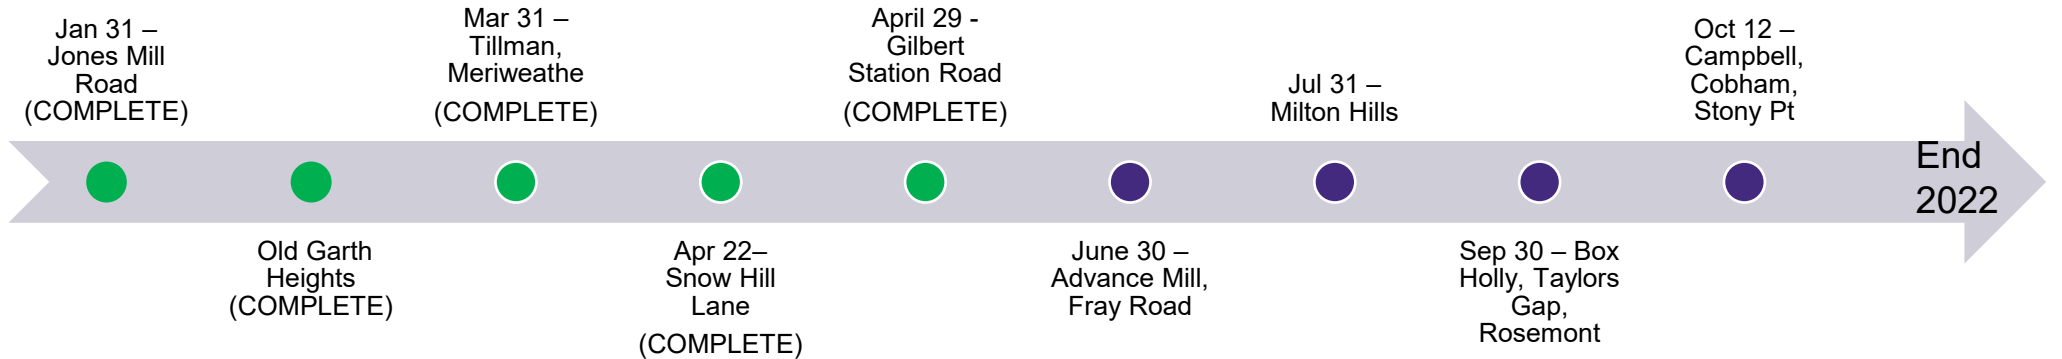 Jan 31 –
Jones Mill
Road
(COMPLETE)
Old Garth
Heights
(COMPLETE)
Mar 31 –
Tillman,
Meriweathe
(COMPLETE)
Apr 22–
Snow Hill
Lane
(COMPLETE)
April 29 -
Gilbert
Station Road
(COMPLETE)
June 30 –
Advance Mill,
Fray Road
Jul 31 –
Milton Hills
Sep 30 – Box
Holly, Taylors
Gap,
Rosemont
Oct 12 –
Campbell,
Cobham,
Stony Pt
End
2022